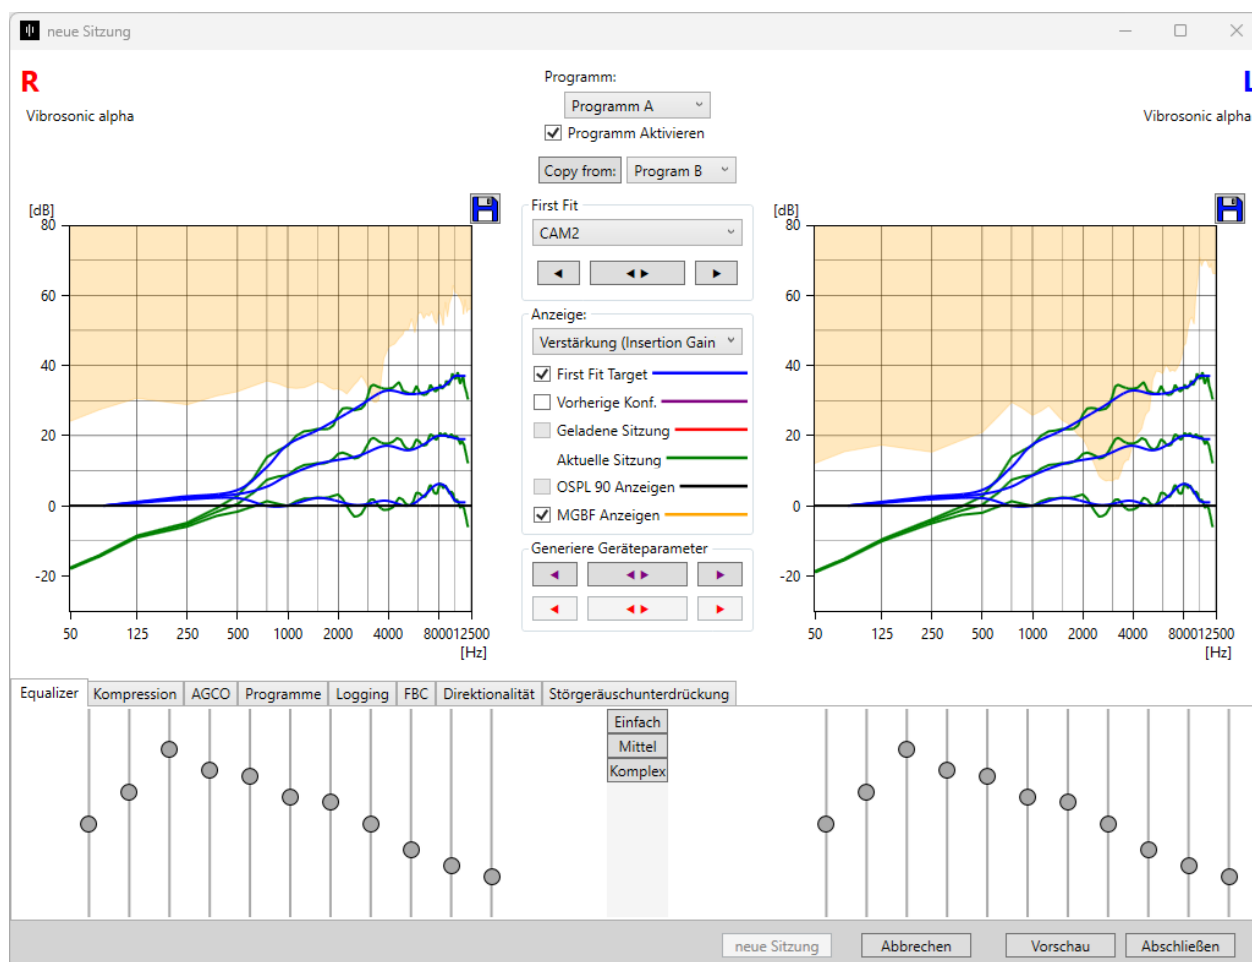 neue Sitzung
R
L
Vibrosonic alpha
Vibrosonic alpha
Programm:
Programm A
Programm Aktivieren
Copy from: Program B
First Fit
CAM2
Anzeige:
Verstärkung (Insertion Gain
First Fit Target
Vorherige Konf.
Geladene Sitzung
Aktuelle Sitzung
OSPL 90 Anzeigen
MGBF Anzeigen
Generiere Geräteparameter
[dB]
80
60
40
20
0
-20
50 125 250 500 1000 2000 4000 8000 12500
[Hz]
[dB]
80
60
40
20
0
-20
50 125 250 500 1000 2000 4000 8000 12500
[Hz]
Equalizer Kompression AGCO Programme Logging FBC Direktionalität Störgeräuschunterdrückung
Einfach
Mittel
Komplex
neue Sitzung Abbrechen Vorschau Abschließen